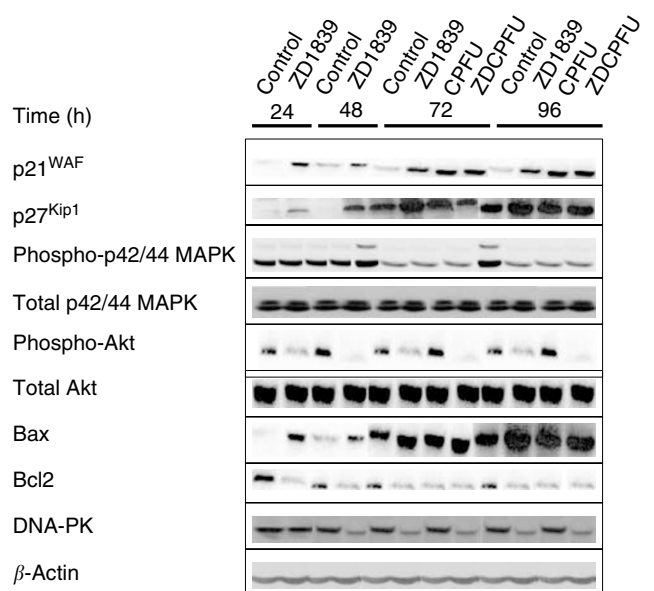 Control ZD1839 Control ZD1839 Control ZD1839 CPFU ZDCPFU Control ZD1839 CPFU ZDCPFU
Time (h) 24 48 72 96
p21WAF
p27Kip1
Phospho-p42/44 MAPK
Total p42/44 MAPK
Phospho-Akt
Total Akt
Bax
Bcl2
DNA-PK
β-Actin